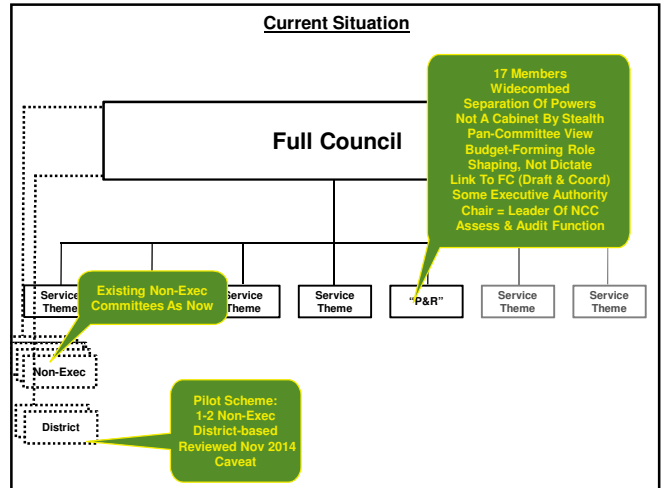 Current Situation
17 Members
Widecombed
Separation Of Powers
Not A Cabinet By Stealth
Pan-Committee View
Budget-Forming Role
Shaping, Not Dictate
Link To FC (Draft & Coord)
Some Executive Authority
Chair = Leader Of NCC
Assess & Audit Function
Full Council
Existing Non-Exec
Committees As Now
Service
Theme
Service
Theme
Service
Theme
"P&R"
Service
Theme
Service
Theme
Non-Exec
District
Pilot Scheme:
1-2 Non-Exec
District-based
Reviewed Nov 2014
Caveat